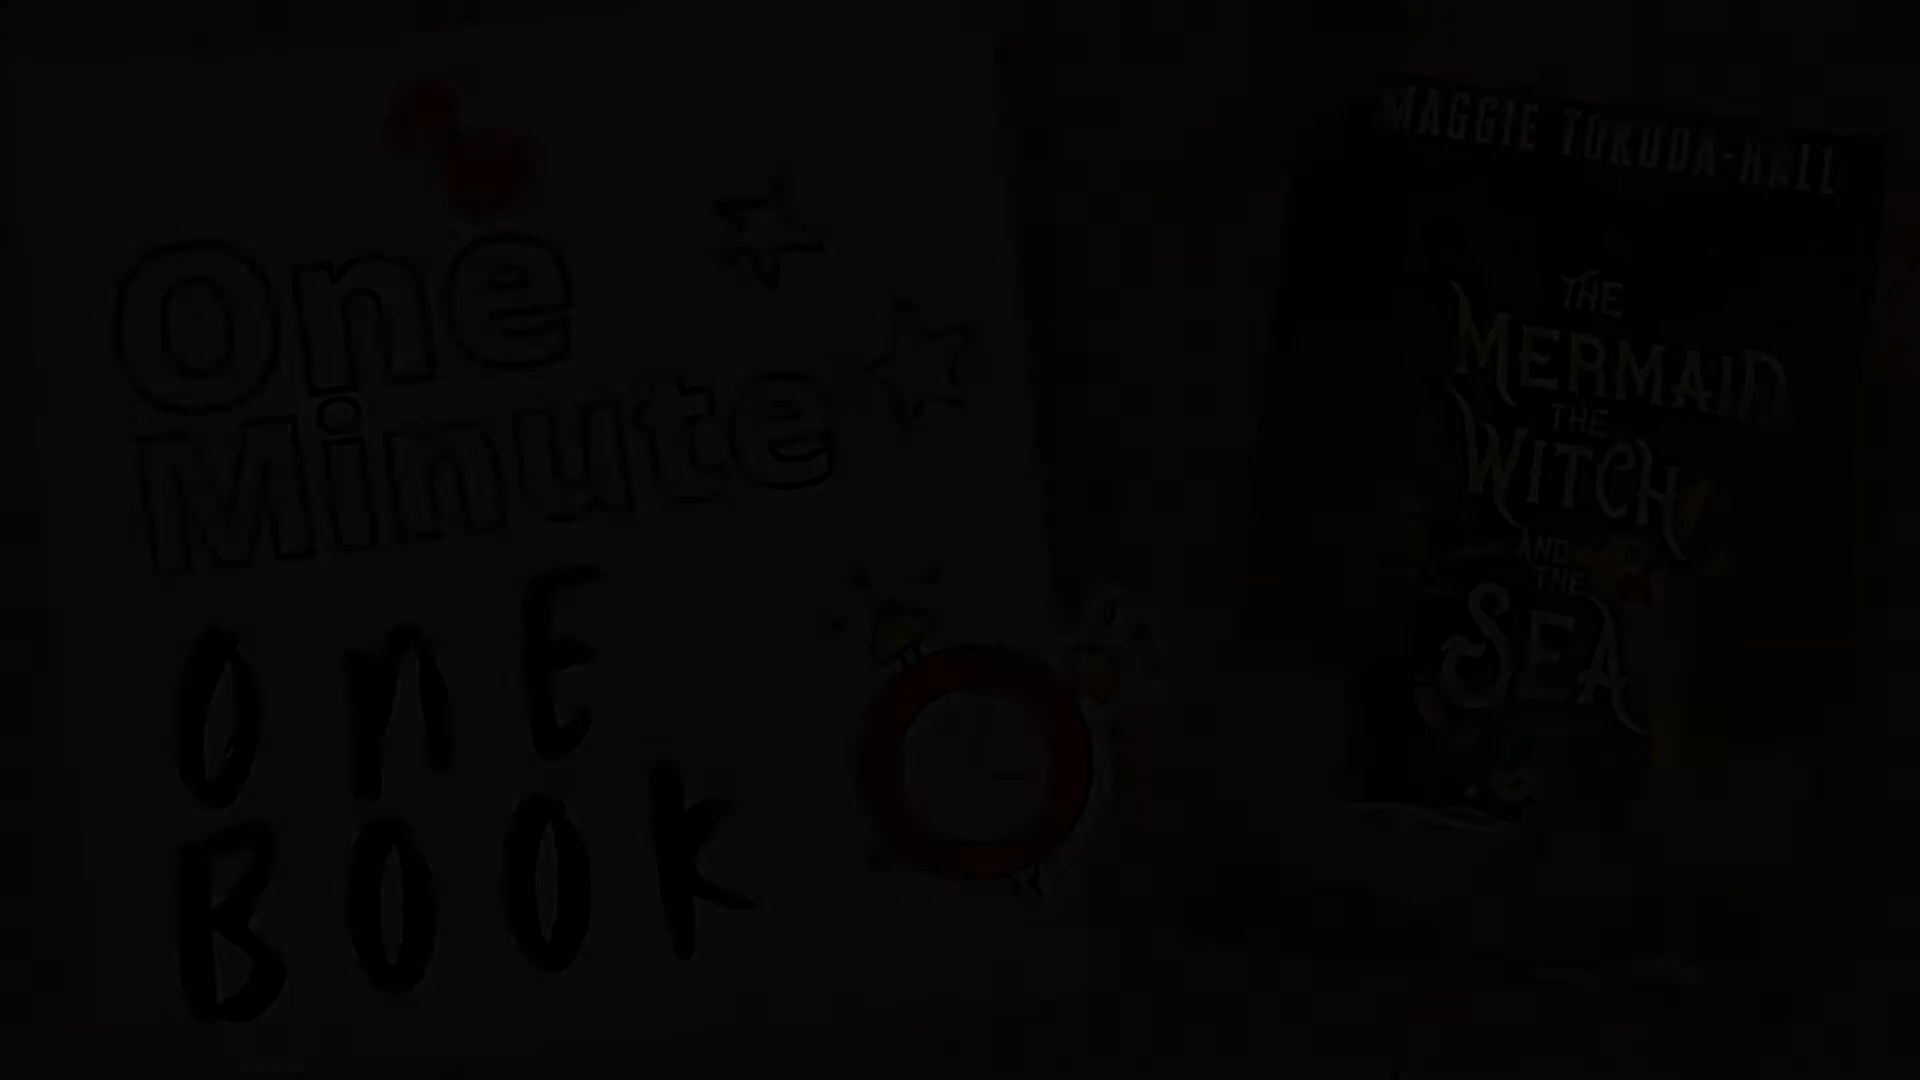 One
Minute
OnE
BOOK
MAGGIE TOKUDA-HALL
THE
MERMAID
THE
WITCH
AND
THE
SEA